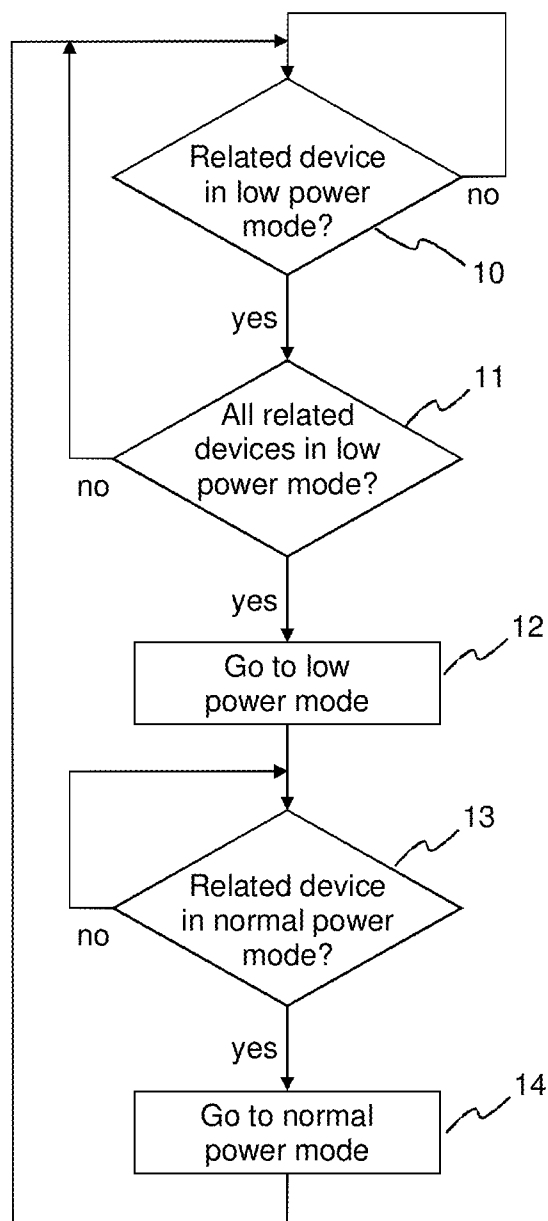 Related device
in low power
mode?
no
10
yes
11
All related
devices in low
power mode?
no
yes
12
Go to low
power mode
13
Related device
in normal power
mode?
no
yes
14
Go to normal
power mode